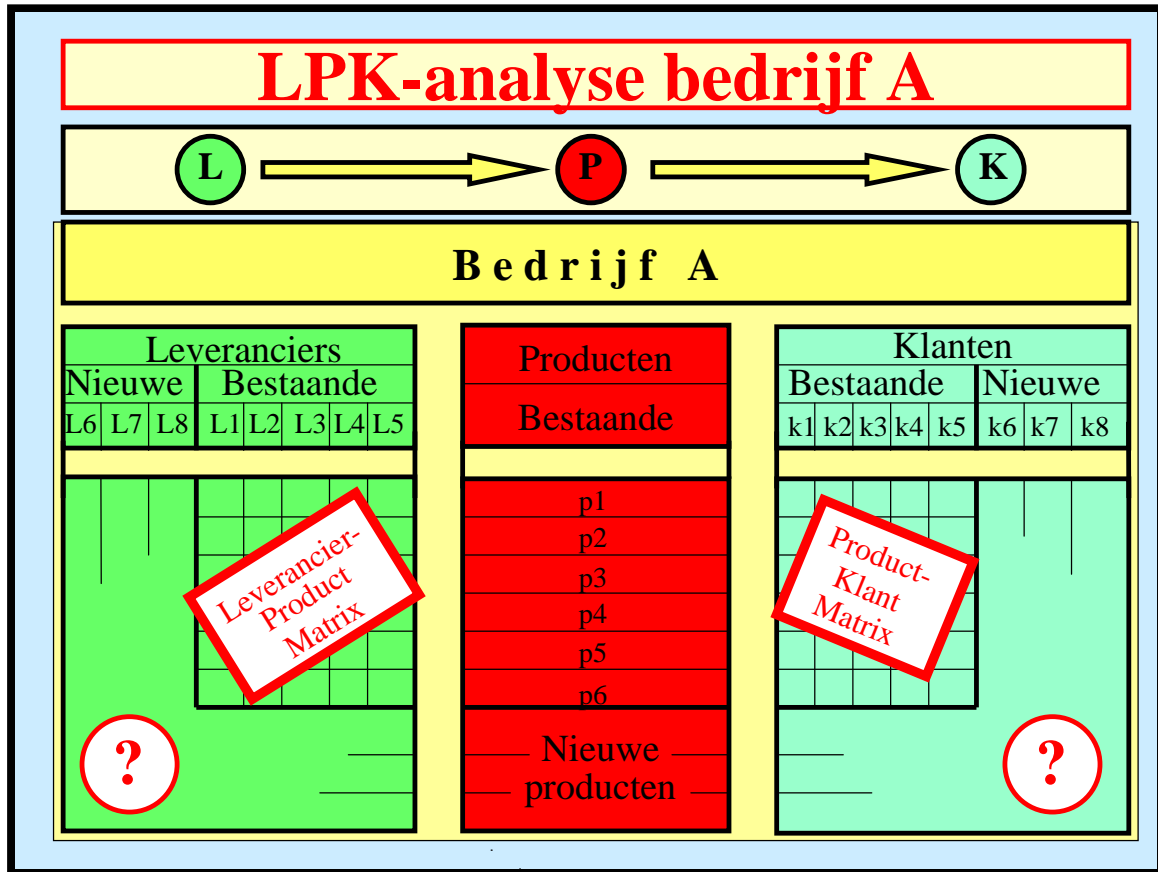 LPK-analyse bedrijf A
L P K
Bedrijf A
Leveranciers
Nieuwe Bestaande
L6 L7 L8 L1 L2 L3 L4 L5
Producten
Bestaande
Klanten
Bestaande Nieuwe
k1 k2 k3 k4 k5 k6 k7 k8
Leverancier-
Product
Matrix
p1
p2
p3
p4
p5
p6
Product-
Klant
Matrix
?
Nieuwe
producten
?